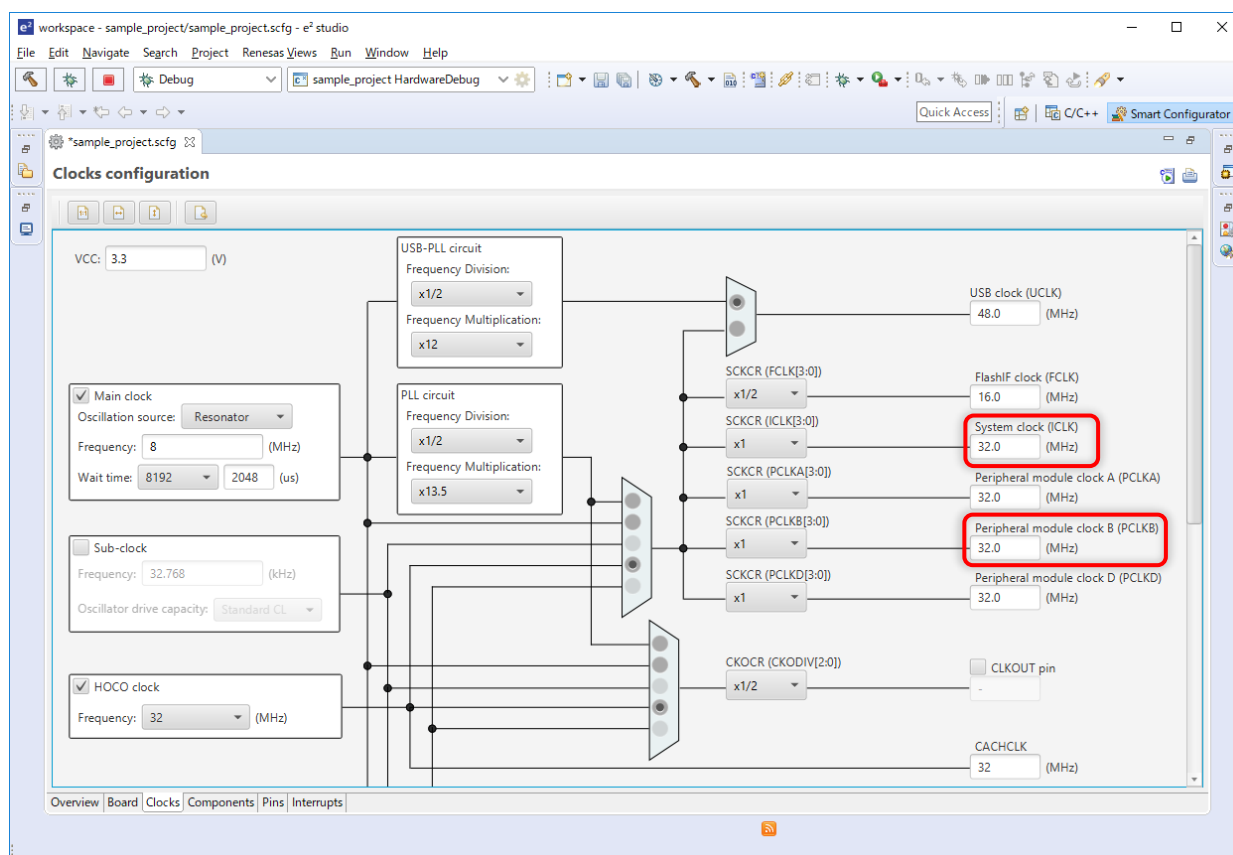 e² workspace - sample_project/sample_project.scfg - e² studio
File Edit Navigate Search Project Renesas Views Run Window Help
Debug sample_project HardwareDebug
Quick Access C/C++ Smart Configurator
*sample_project.scfg
Clocks configuration
VCC: 3.3 (V)
USB-PLL circuit
Frequency Division:
x1/2
Frequency Multiplication:
x12
USB clock (UCLK)
48.0 (MHz)
Main clock
Oscillation source: Resonator
Frequency: 8 (MHz)
Wait time: 8192 2048 (us)
PLL circuit
Frequency Division:
x1/2
Frequency Multiplication:
x13.5
SCKCR (FCLK[3:0])
x1/2
FlashIF clock (FCLK)
16.0 (MHz)
SCKCR (ICLK[3:0])
x1
System clock (ICLK)
32.0 (MHz)
SCKCR (PCLKA[3:0])
x1
Peripheral module clock A (PCLKA)
32.0 (MHz)
SCKCR (PCLKB[3:0])
x1
Peripheral module clock B (PCLKB)
32.0 (MHz)
SCKCR (PCLKD[3:0])
x1
Peripheral module clock D (PCLKD)
32.0 (MHz)
Sub-clock
Frequency: 32.768 (kHz)
Oscillator drive capacity: Standard CL
HOCO clock
Frequency: 32 (MHz)
CKOCR (CKODIV[2:0])
x1/2
CLKOUT pin
-
CACHCLK
32 (MHz)
Overview Board Clocks Components Pins Interrupts